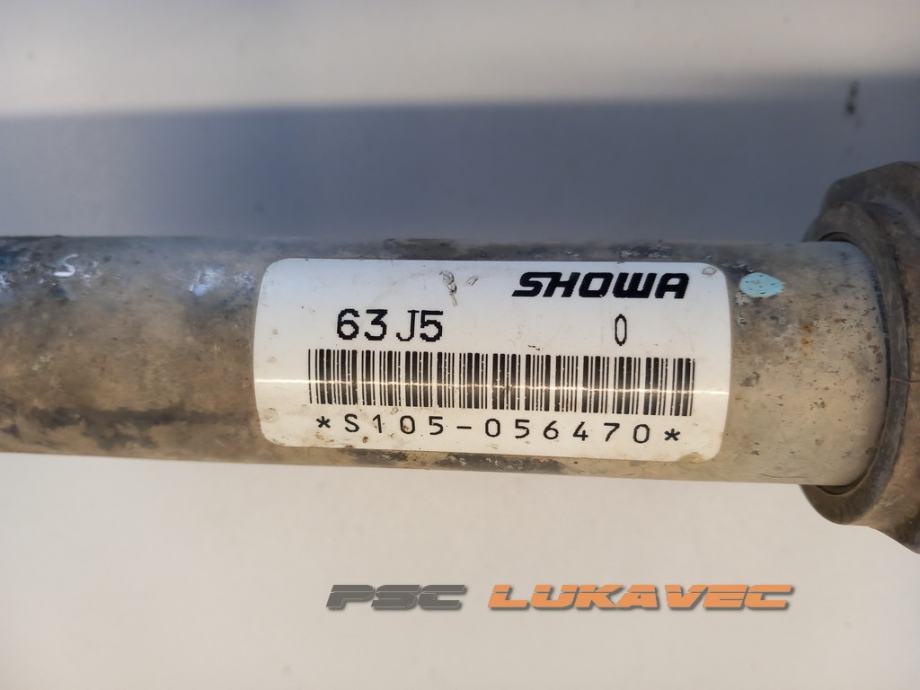 SHOWA
63J5 0
*S105-056470*
PSC LUKAVEC